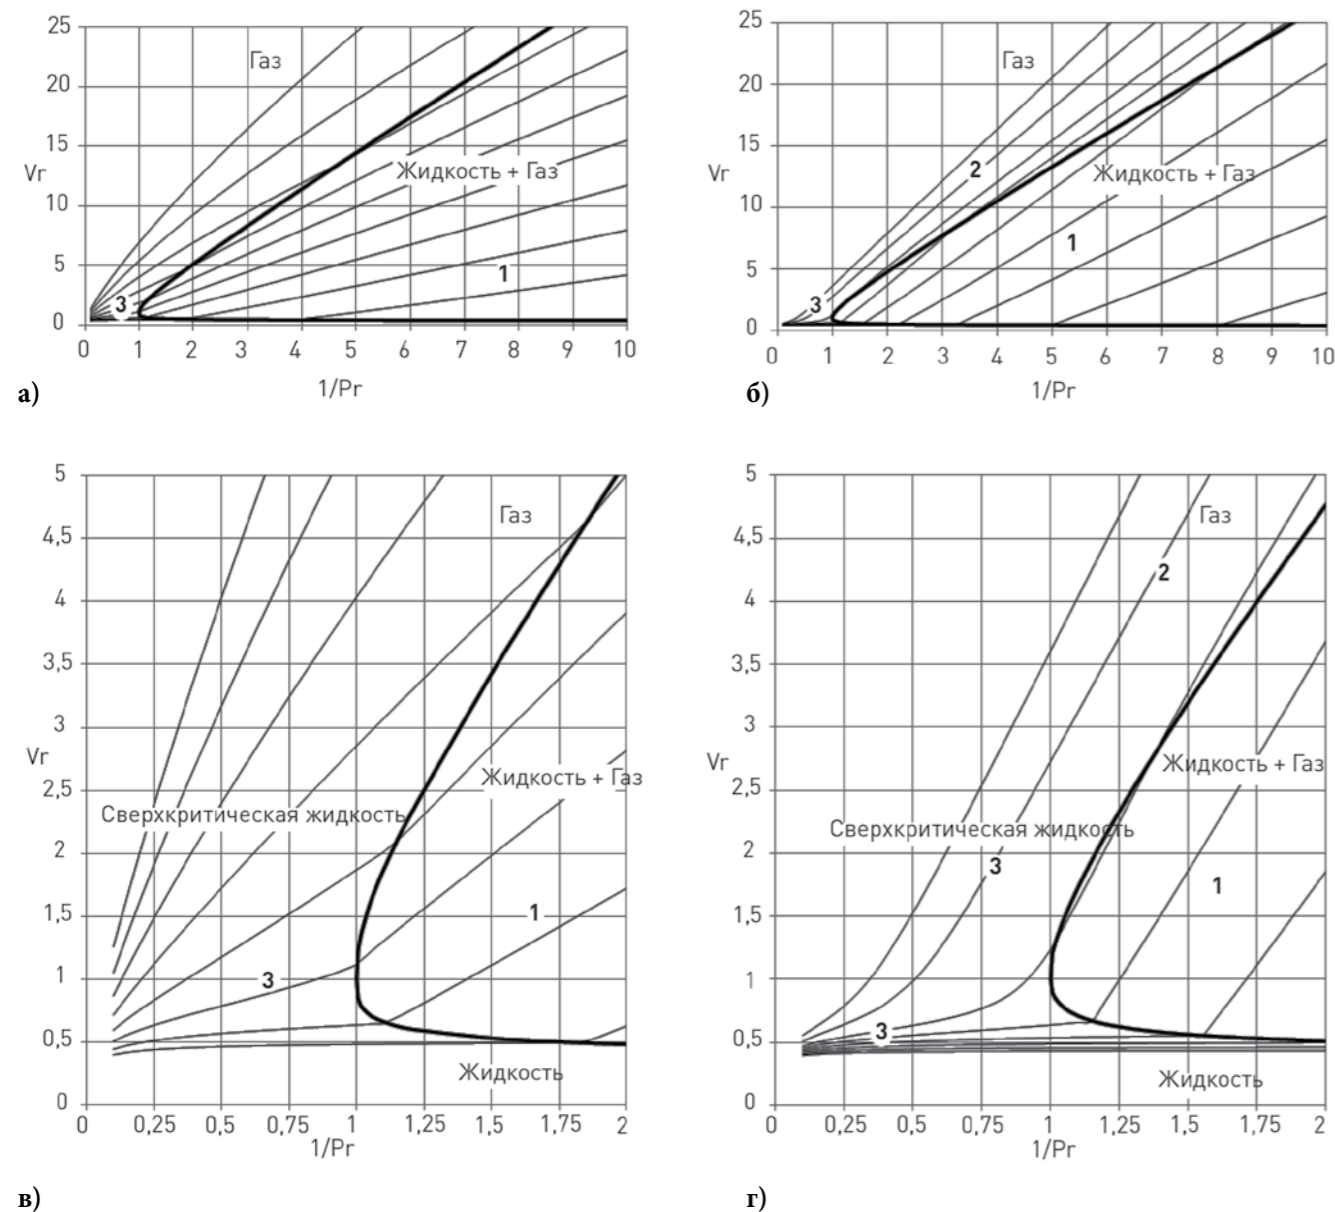 25
20
15
Vr
10
5
0
Газ
Жидкость + Газ
1
3
0 1 2 3 4 5 6 7 8 9 10
1/Pr
а)
25
20
15
Vr
10
5
0
Газ
2
Жидкость + Газ
1
3
0 1 2 3 4 5 6 7 8 9 10
1/Pr
б)
5
4,5
4
3,5
3
Vr
2,5
2
1,5
1
0,5
0
Газ
Жидкость + Газ
Сверхкритическая жидкость
1
3
Жидкость
0 0,25 0,5 0,75 1 1,25 1,5 1,75 2
1/Pr
в)
5
4,5
4
3,5
3
Vr
2,5
2
1,5
1
0,5
0
Газ
2
Жидкость + Газ
Сверхкритическая жидкость
3
1
3
Жидкость
0 0,25 0,5 0,75 1 1,25 1,5 1,75 2
1/Pr
г)